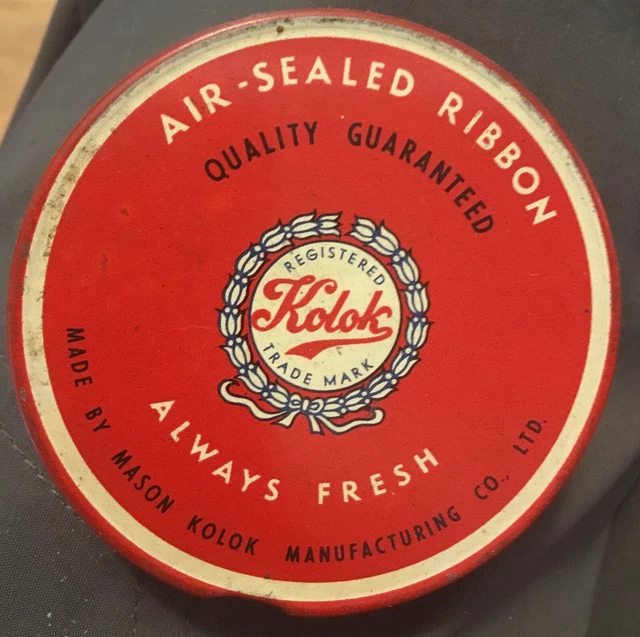 AIR-SEALED RIBBON
QUALITY GUARANTEED
REGISTERED
Kolok
TRADE MARK
ALWAYS FRESH
MADE BY MASON KOLOK MANUFACTURING CO., LTD.